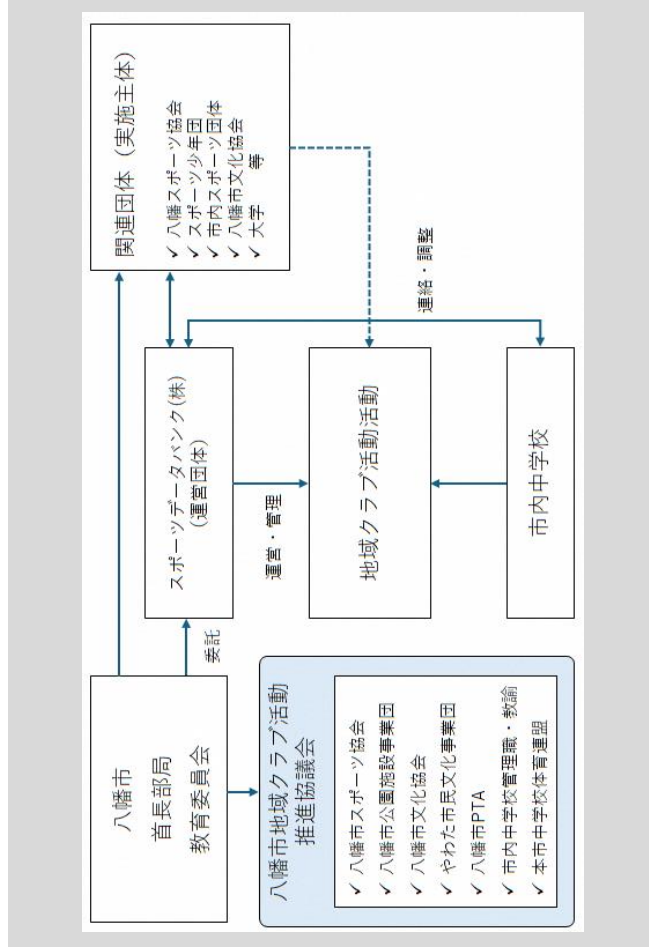 八幡市
首長部局
教育委員会
委託
スポーツデータバンク(株)
(運営団体)
関連団体（実施主体）
✓ 八幡スポーツ協会
✓ スポーツ少年団
✓ 市内スポーツ団体
✓ 八幡市文化協会
✓ 大学　　等
運営・管理
地域クラブ活動活動
連絡・調整
市内中学校
八幡市地域クラブ活動
推進協議会
✓ 八幡市スポーツ協会
✓ 八幡市公園施設事業団
✓ 八幡市文化協会
✓ やわた市民文化事業団
✓ 八幡市PTA
✓ 市内中学校管理職・教諭
✓ 本市中学校体育連盟